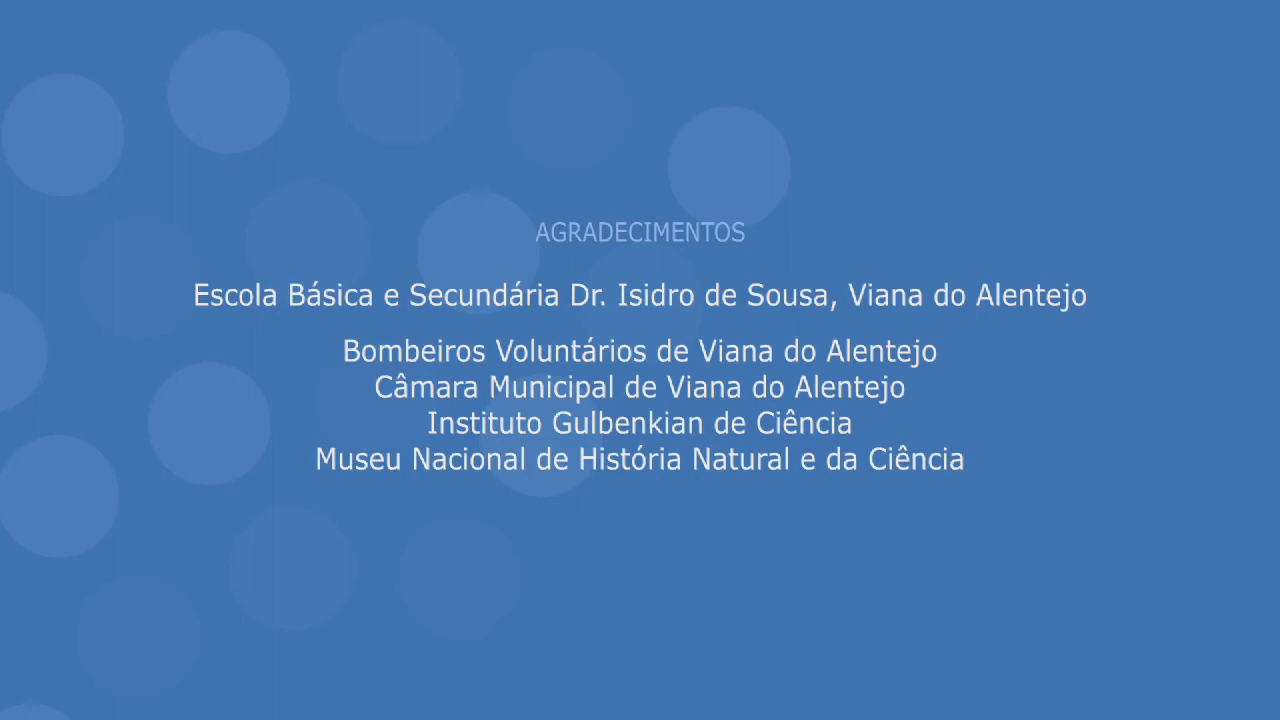 AGRADECIMENTOS
Escola Básica e Secundária Dr. Isidro de Sousa, Viana do Alentejo
Bombeiros Voluntários de Viana do Alentejo
Câmara Municipal de Viana do Alentejo
Instituto Gulbenkian de Ciência
Museu Nacional de História Natural e da Ciência